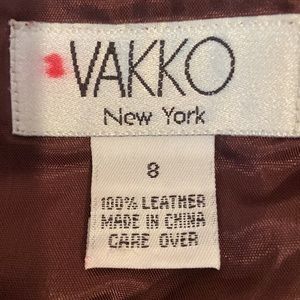 VAKKO
New York
8
100% LEATHER
MADE IN CHINA
CARE OVER